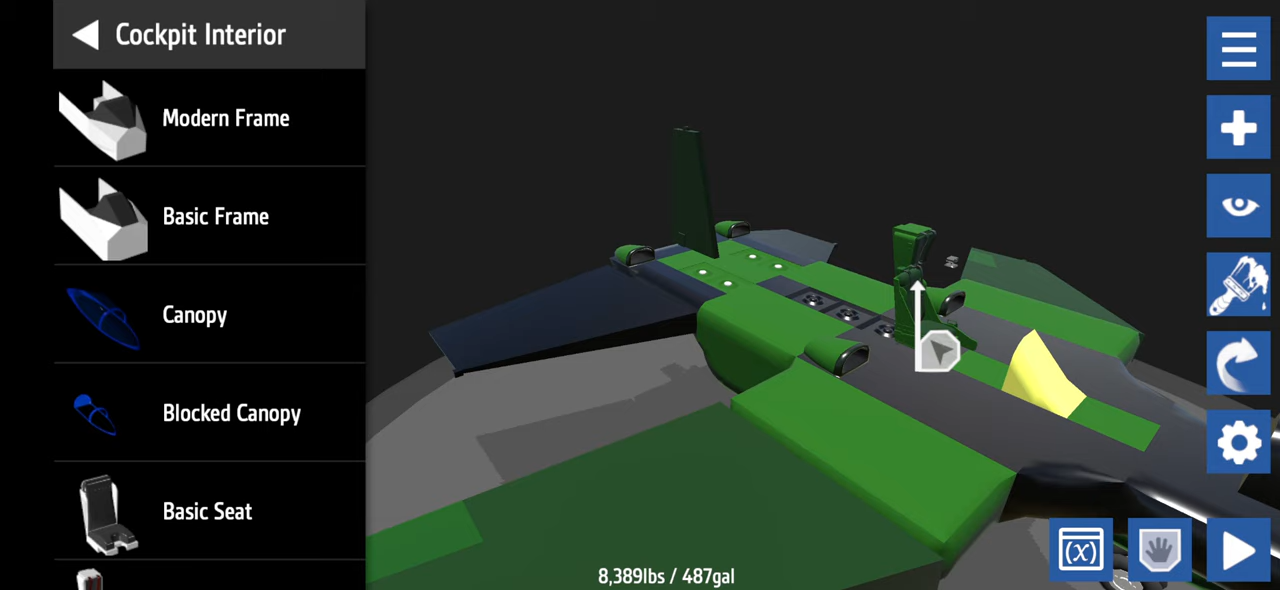 Cockpit Interior
Modern Frame
Basic Frame
Canopy
Blocked Canopy
Basic Seat
(x)
8,389lbs / 487gal